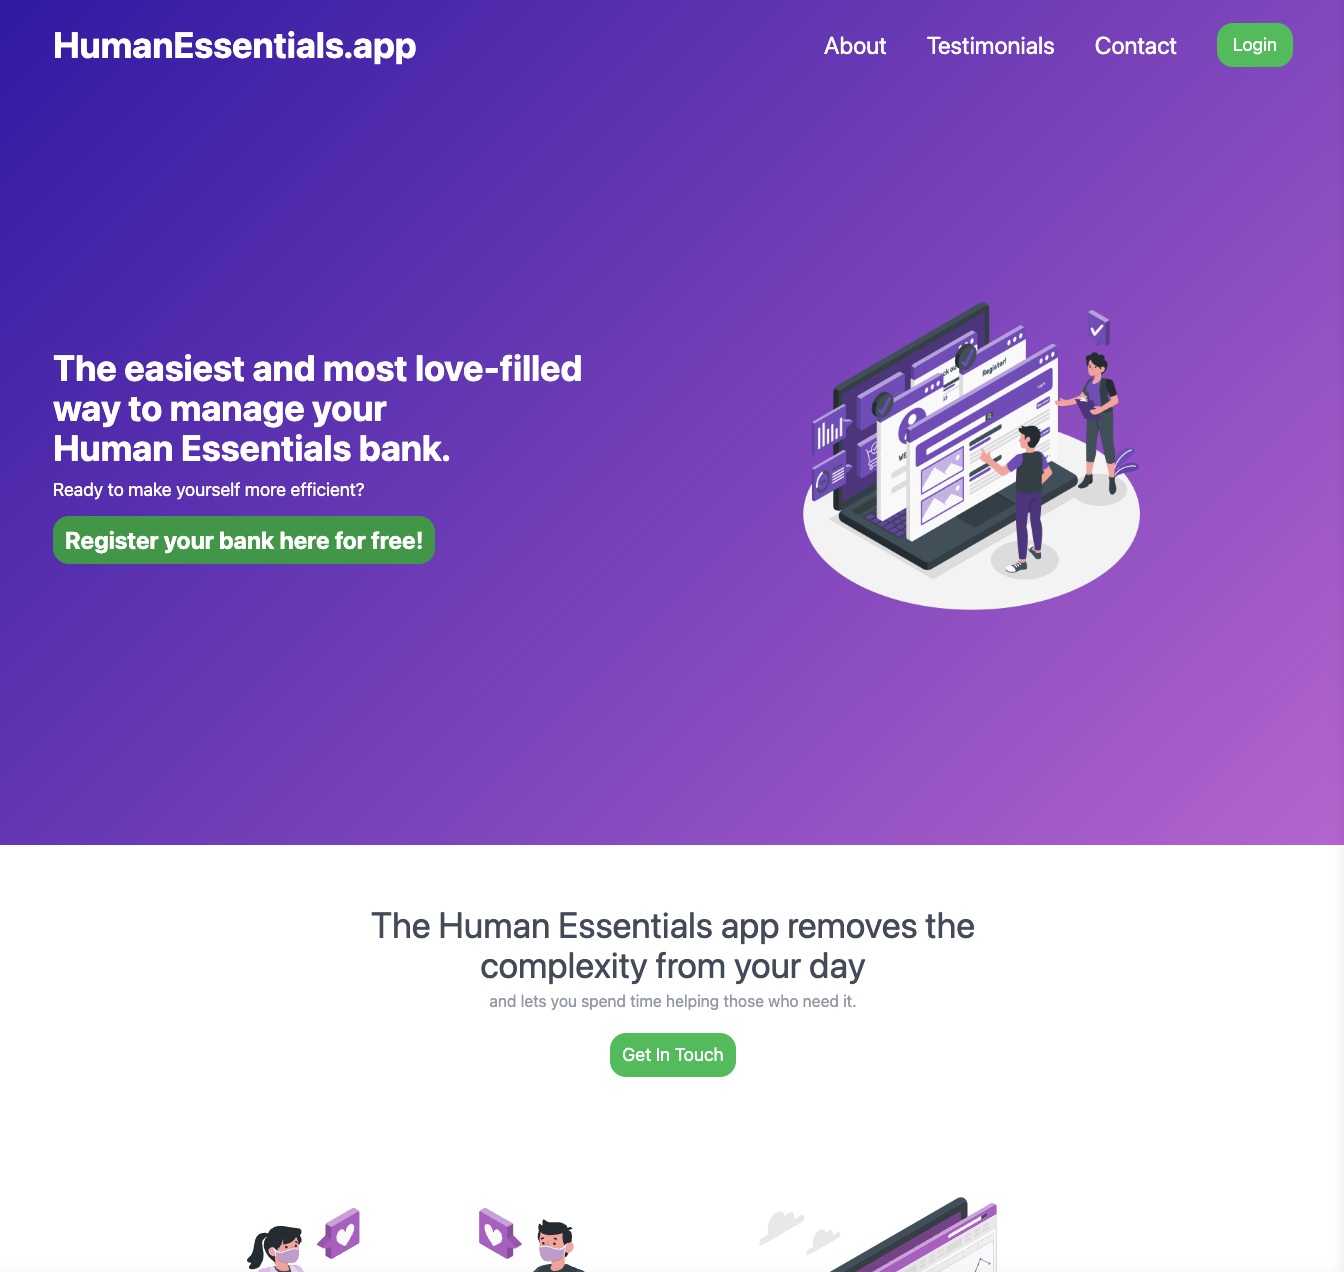 HumanEssentials.app
About
Testimonials
Contact
Login
The easiest and most love-filled
way to manage your
Human Essentials bank.
Ready to make yourself more efficient?
Register your bank here for free!
Register!
The Human Essentials app removes the
complexity from your day
and lets you spend time helping those who need it.
Get In Touch